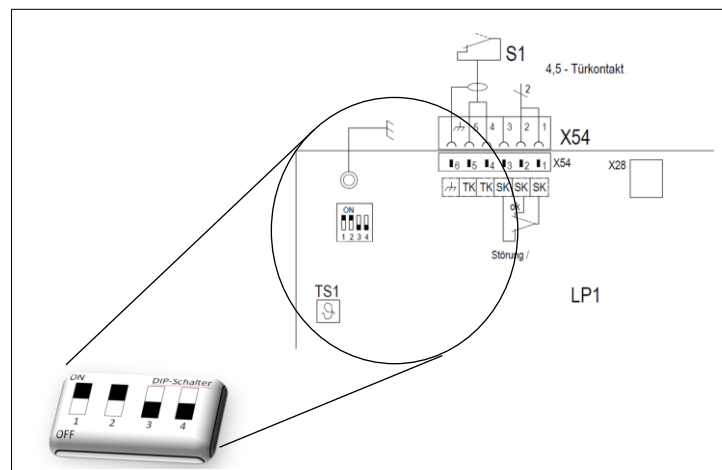 S1
4,5 - Türkontakt
2
5 4 3 2 1
X54
6 5 4 3 2 1 X54
X28
TK TK SK SK SK
ON
1 2 3 4
ok
Störung /
TS1
LP1
ON DIP-Schalter
1 2 3 4
OFF